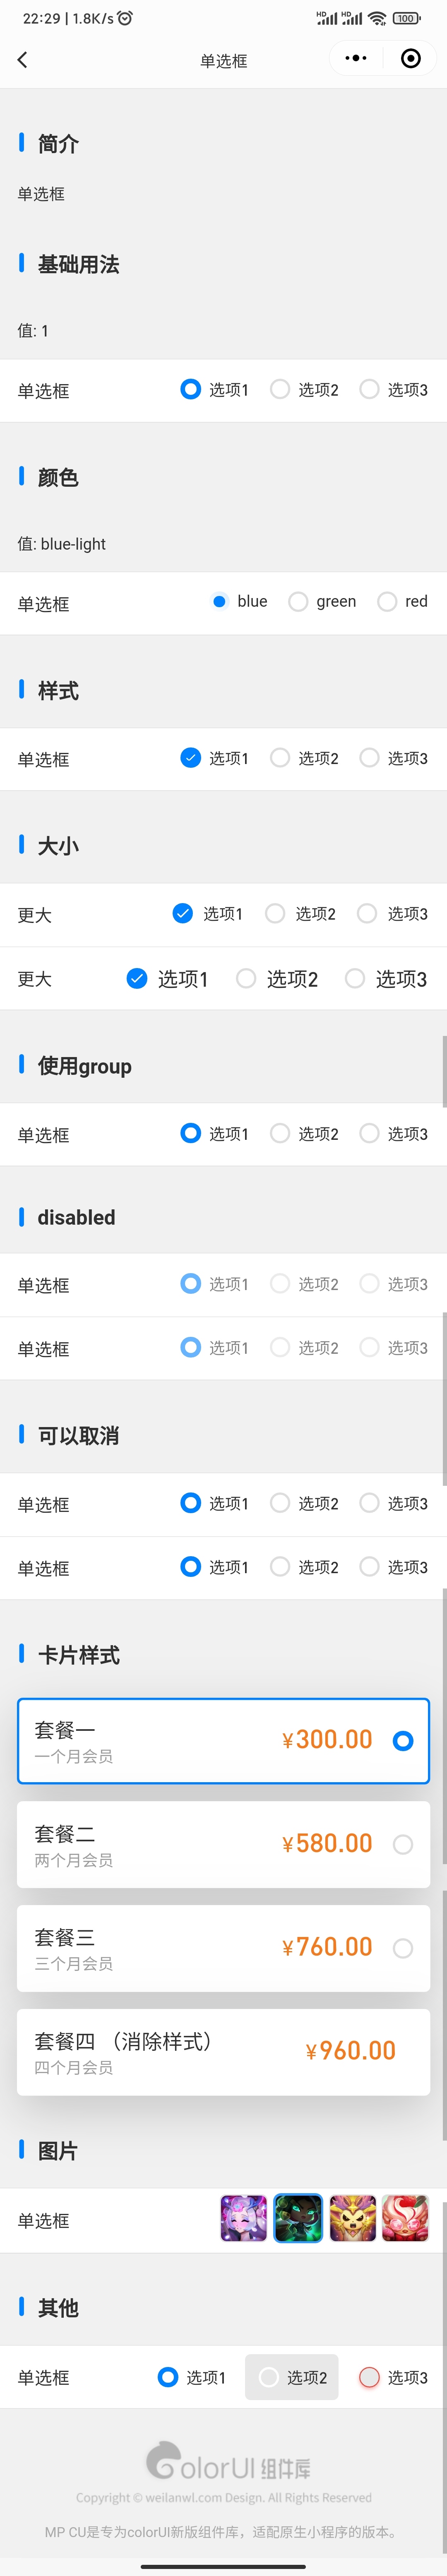 22:29 | 1.8K/s HD HD 100
单选框
简介
单选框
基础用法
值: 1
单选框 选项1 选项2 选项3
颜色
值: blue-light
单选框 blue green red
样式
单选框 选项1 选项2 选项3
大小
更大 选项1 选项2 选项3
更大 选项1 选项2 选项3
使用group
单选框 选项1 选项2 选项3
disabled
单选框 选项1 选项2 选项3
单选框 选项1 选项2 选项3
可以取消
单选框 选项1 选项2 选项3
单选框 选项1 选项2 选项3
卡片样式
套餐一 ¥300.00
一个月会员
套餐二 ¥580.00
两个月会员
套餐三 ¥760.00
三个月会员
套餐四 （消除样式） ¥960.00
四个月会员
图片
单选框
其他
单选框 选项1 选项2 选项3
ColorUI 组件库
Copyright © weilanwl.com Design. All Rights Reserved
MP CU是专为colorUI新版组件库，适配原生小程序的版本。